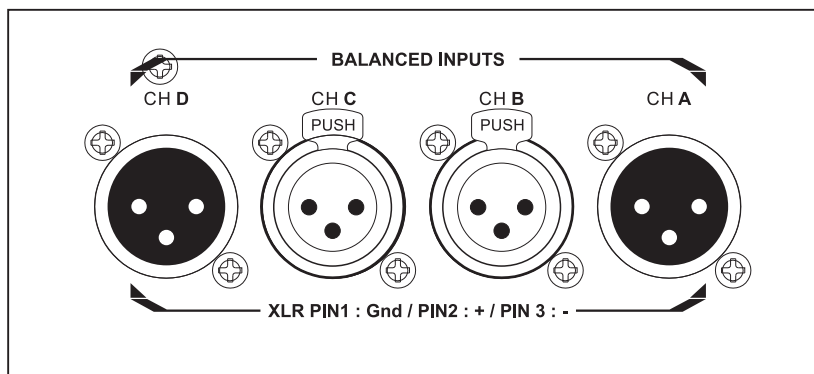 BALANCED INPUTS
CH D CH C CH B CH A
PUSH PUSH
XLR PIN1 : Gnd / PIN2 : + / PIN 3 : -